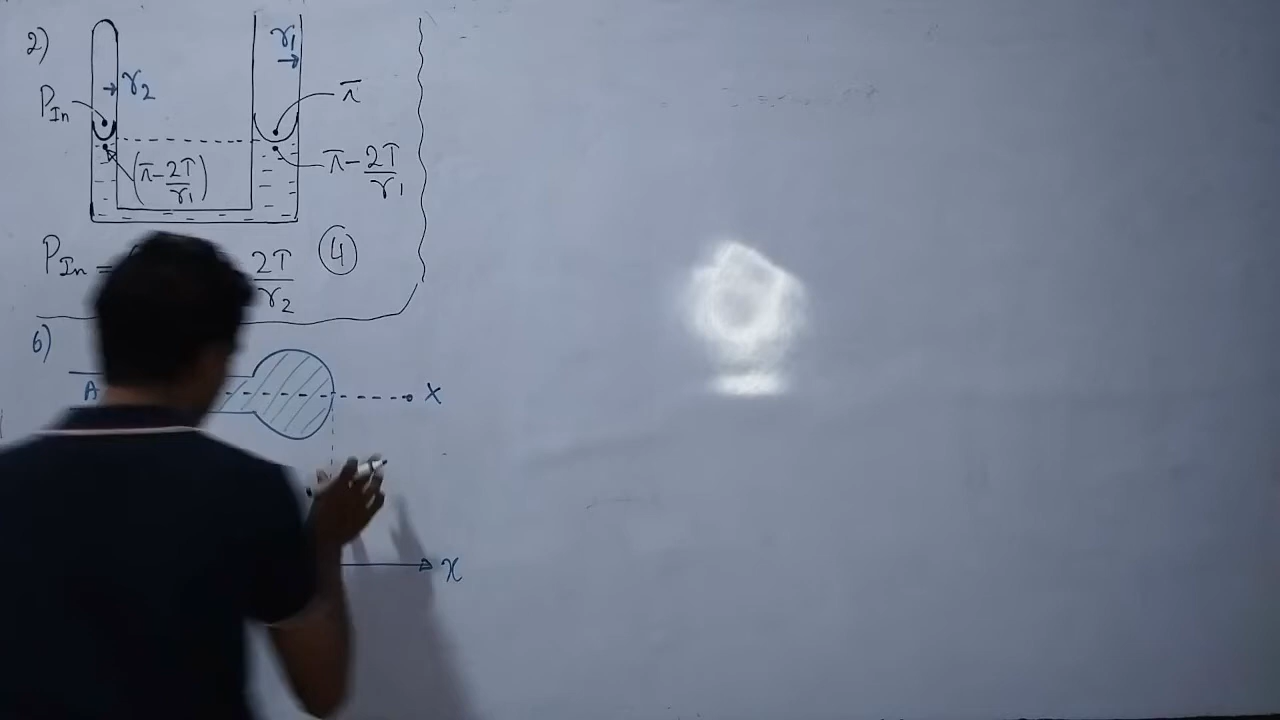 2)
r₁
r₂
P_In
π
(π - 2T/r₁)
π - 2T/r₁
P_In = 2T/r₂ (4)
6)
A X
x